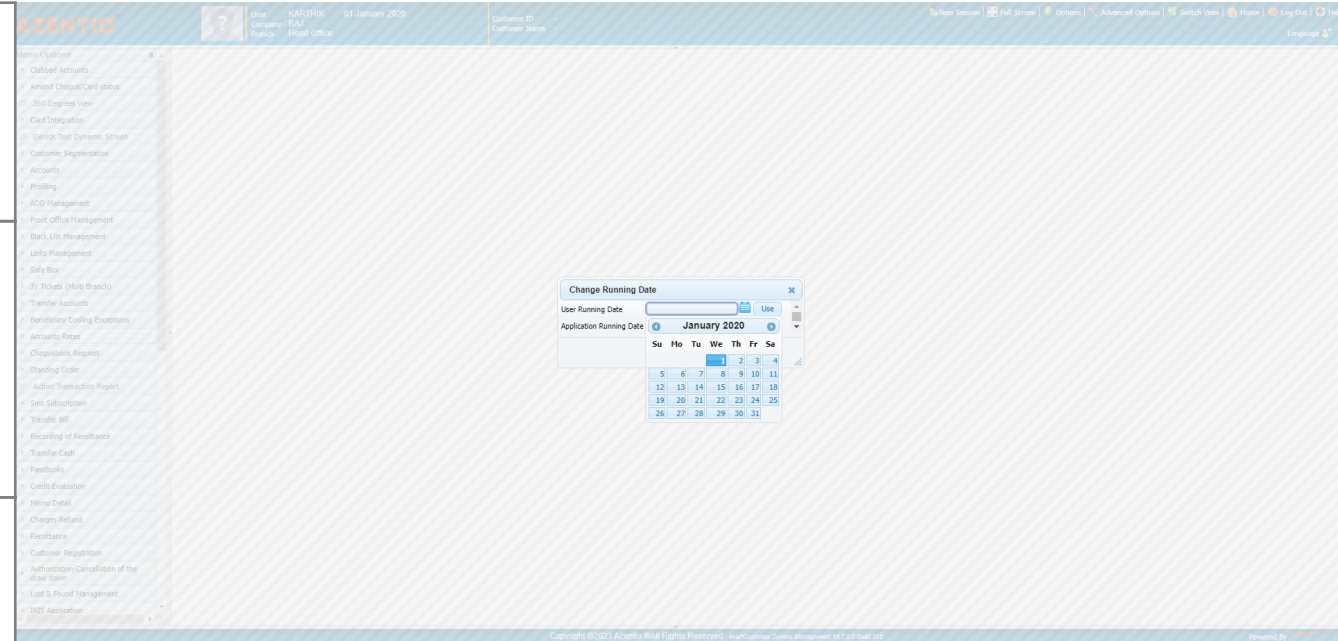 AZENTIO
User : KARTHIK 01 January 2020
Company : BAJ
Branch : Head Office
Customer ID : -
Customer Name : -
New Session | Full Screen | Options | Advanced Options | Switch View | Home | Log Out | He
Language
Menu Options
Clubbed Accounts
Amend Cheque/Card status
360 Degrees view
Card Integration
Danisk Test Dynamic Screen
Customer Segmentation
Accounts
Profiling
ADD Management
Front Office Management
Black List Management
Links Management
Safe Box
JV Tickets (Multi Branch)
Transfer Accounts
Beneficiary Cooling Exceptions
Accounts Rates
Chequebook Request
Standing Order
Action Transaction Report
Sms Subscription
Transfer Bill
Recording of Remittance
Transfer Cash
PassBooks
Credit Evaluation
Memo Detail
Charges Refund
Remittance
Customer Registration
Authorization/Cancellation of the
draw down
Lost & Found Management
IRIS Application
Change Running Date
User Running Date Use
Application Running Date
January 2020
Su Mo Tu We Th Fr Sa
1 2 3 4
5 6 7 8 9 10 11
12 13 14 15 16 17 18
19 20 21 22 23 24 25
26 27 28 29 30 31
Copyright ©2023 Azentio ®All Rights Reserved. Customer Service Management
Powered By